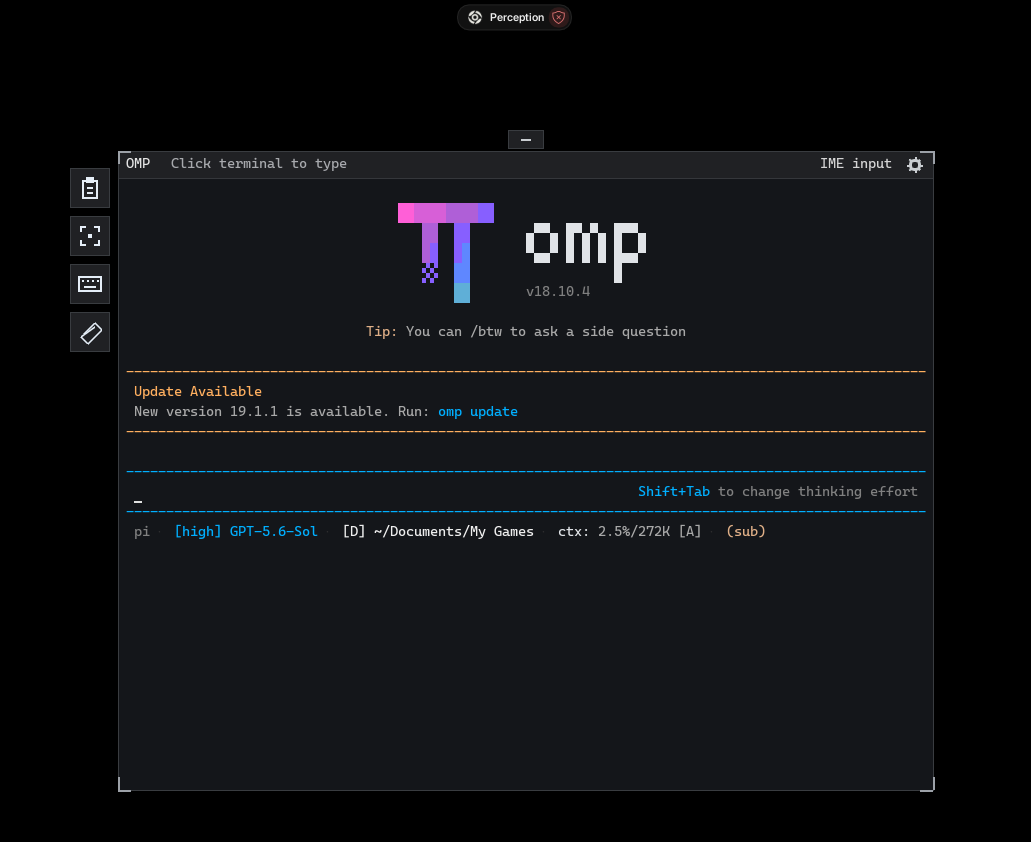 Perception
OMP Click terminal to type IME input
omp
v18.10.4
Tip: You can /btw to ask a side question
Update Available
New version 19.1.1 is available. Run: omp update
Shift+Tab to change thinking effort
pi · [high] GPT-5.6-Sol · [D] ~/Documents/My Games · ctx: 2.5%/272K [A] · (sub)